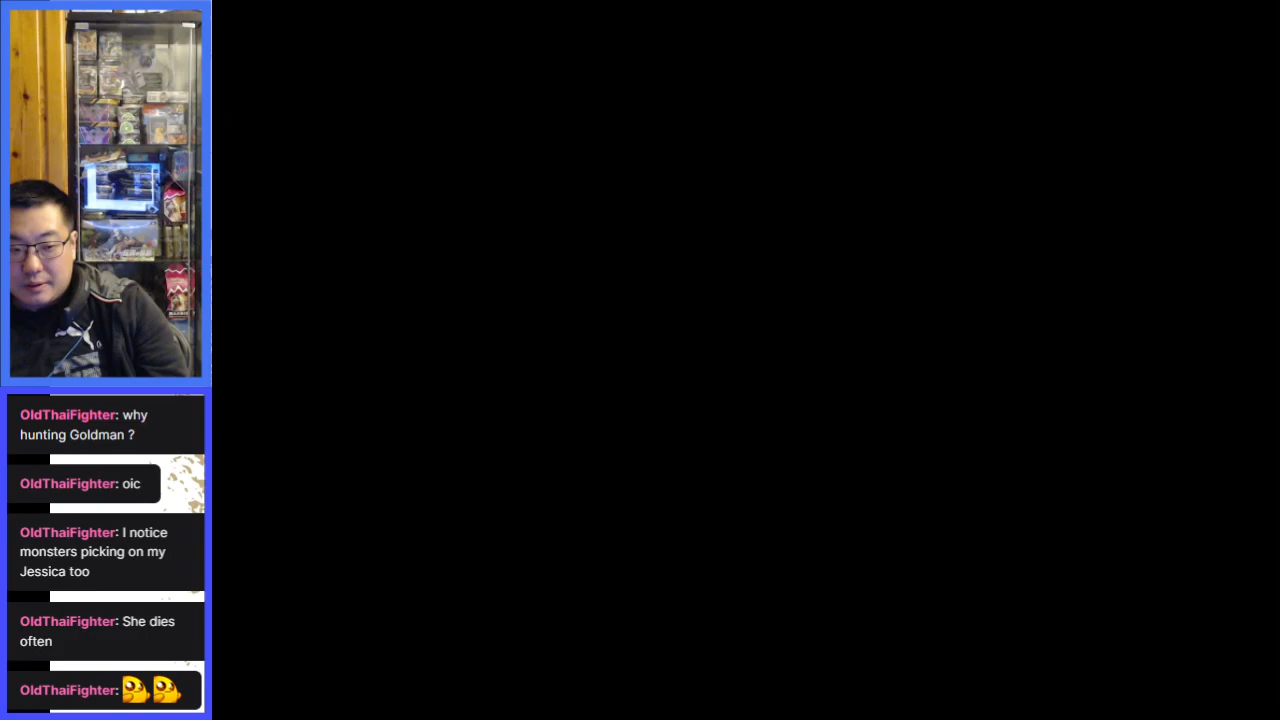 OldThaiFighter: why
hunting Goldman ?
OldThaiFighter: oic
OldThaiFighter: I notice
monsters picking on my
Jessica too
OldThaiFighter: She dies
often
OldThaiFighter: